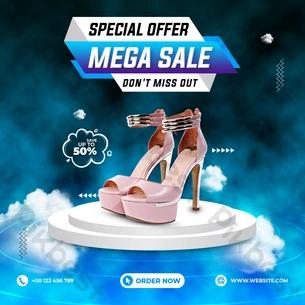 SPECIAL OFFER
MEGA SALE
DON'T MISS OUT
SAVE
UP TO
50%
+00 123 456 789
ORDER NOW
WEBSITE.COM